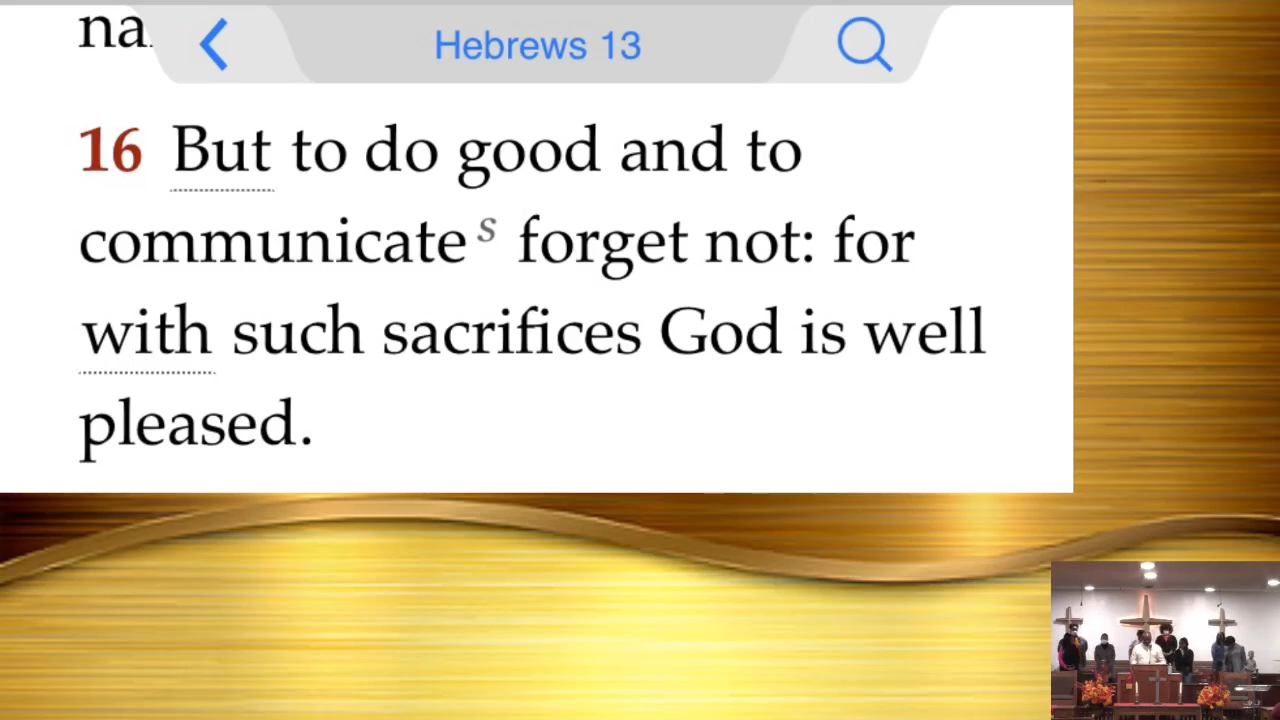 na
Hebrews 13
16 But to do good and to
communicate s forget not: for
with such sacrifices God is well
pleased.